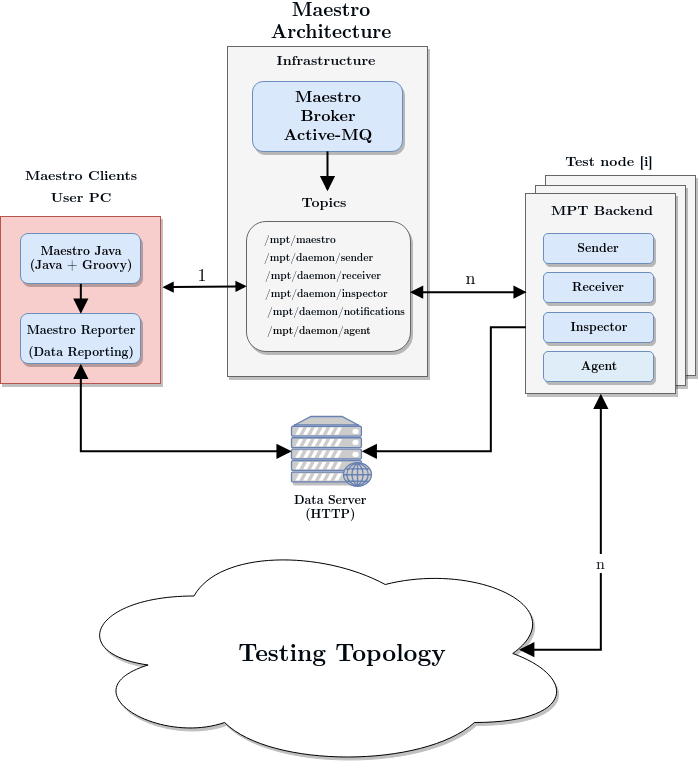 Maestro
Architecture
Infrastructure
Maestro
Broker
Active-MQ
Topics
/mpt/maestro
/mpt/daemon/sender
/mpt/daemon/receiver
/mpt/daemon/inspector
/mpt/daemon/notifications
/mpt/daemon/agent
Maestro Clients
User PC
Maestro Java
(Java + Groovy)
Maestro Reporter
(Data Reporting)
1
n
Test node [i]
MPT Backend
Sender
Receiver
Inspector
Agent
Data Server
(HTTP)
n
Testing Topology